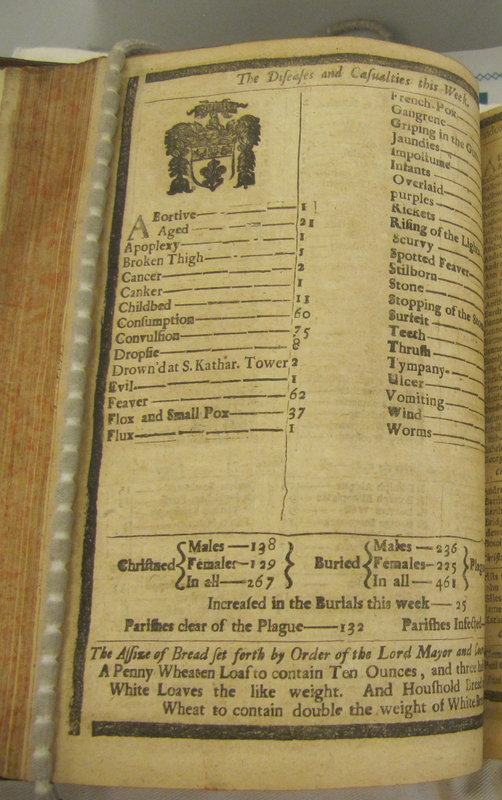 The Diſeaſes and Caſualties this Week.
ABortive 11
Aged 21
Apoplexy 1
Broken Thigh 1
Cancer 2
Canker 1
Childbed 11
Conſumption 60
Convulſion 75
Dropſie 8
Drown'd at S. Kathar. Tower 2
Evil 1
Feaver 62
Flox and Small Pox 37
Flux 1
French-Pox
Gangrene
Griping in the
Jaundies
Impoſtume
Infants
Overlaid
Purples
Rickets
Riſing of the
Scurvy
Spotted Feaver
Stilborn
Stone
Stopping of the
Surfeit
Teeth
Thruſh
Tympany
Ulcer
Vomiting
Wind
Worms
Chriſtned { Males—138 Females—129 In all—267 } Buried { Males—236 Females—225 In all—461 }
Increaſed in the Burials this week—25
Pariſhes clear of the Plague—132 Pariſhes Infected—
The Aſſize of Bread ſet forth by Order of the Lord Mayor and
A Penny Wheaten Loaf to contain Ten Ounces, and three
White Loaves the like weight. And Houſhold
Wheat to contain double the weight of White